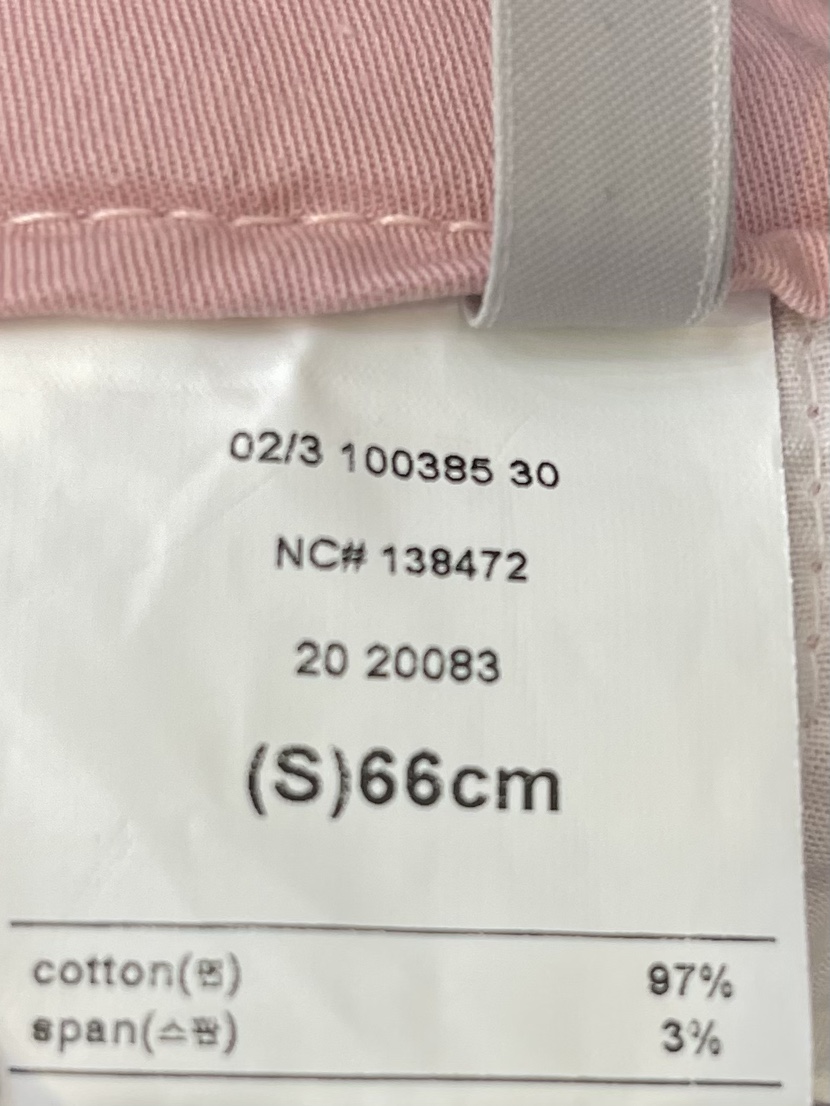 02/3 100385 30
NC# 138472
20 20083
(S)66cm
cotton(면) 97%
span(스판) 3%